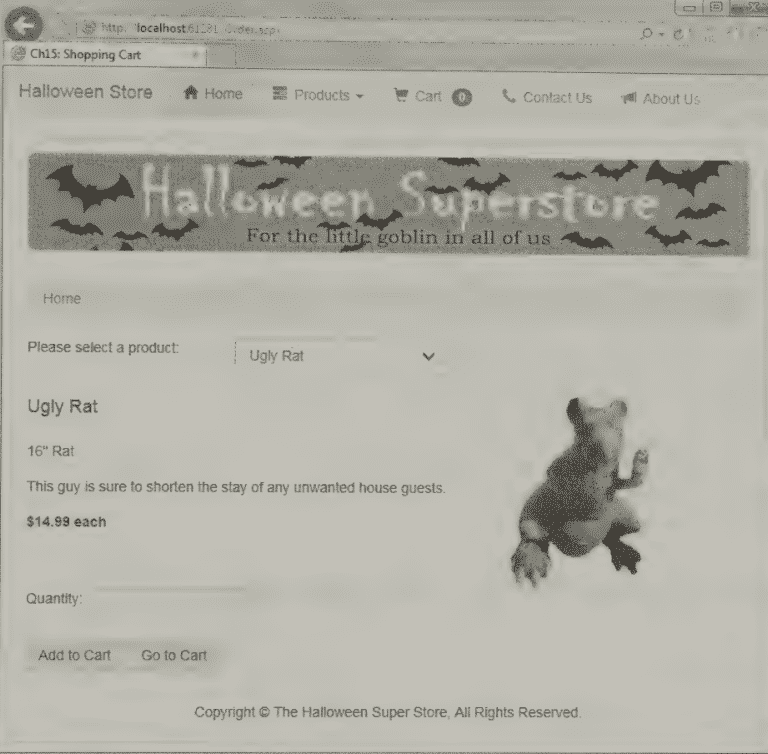 Ch15: Shopping Cart
Halloween Store Home Products Cart 0 Contact Us About Us
Halloween Superstore
For the little goblin in all of us
Home
Please select a product: Ugly Rat
Ugly Rat
16" Rat
This guy is sure to shorten the stay of any unwanted house guests.
$14.99 each
Quantity:
Add to Cart Go to Cart
Copyright © The Halloween Super Store, All Rights Reserved.